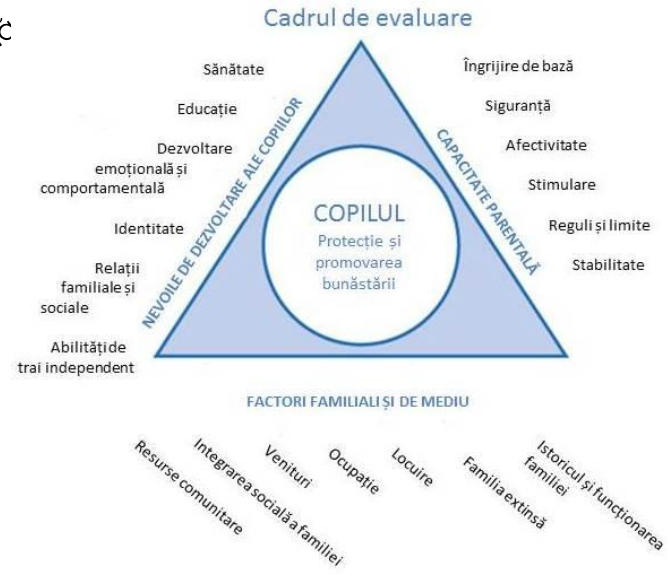 Cadrul de evaluare
Sănătate
Educație
Dezvoltare
emoțională și
comportamentală
Identitate
Relații
familiale și
sociale
Abilități de
trai independent
NEVOILE DE DEZVOLTARE ALE COPIILOR
COPILUL
Protecție și
promovarea
bunăstării
CAPACITATE PARENTALĂ
Îngrijire de bază
Siguranță
Afectivitate
Stimulare
Reguli și limite
Stabilitate
FACTORI FAMILIALI ȘI DE MEDIU
Resurse comunitare
Integrarea socială a familiei
Venituri
Ocupație
Locuire
Familia extinsă
Istoricul și funcționarea
familiei